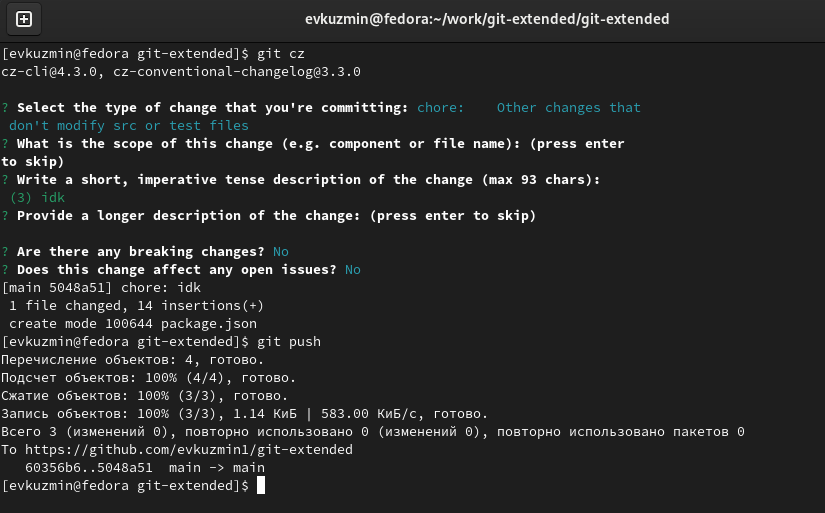 evkuzmin@fedora:~/work/git-extended/git-extended
[evkuzmin@fedora git-extended]$ git cz
cz-cli@4.3.0, cz-conventional-changelog@3.3.0
? Select the type of change that you're committing: chore:    Other changes that
don't modify src or test files
? What is the scope of this change (e.g. component or file name): (press enter
to skip)
? Write a short, imperative tense description of the change (max 93 chars):
(3) idk
? Provide a longer description of the change: (press enter to skip)
? Are there any breaking changes? No
? Does this change affect any open issues? No
[main 5048a51] chore: idk
1 file changed, 14 insertions(+)
create mode 100644 package.json
[evkuzmin@fedora git-extended]$ git push
Перечисление объектов: 4, готово.
Подсчет объектов: 100% (4/4), готово.
Сжатие объектов: 100% (3/3), готово.
Запись объектов: 100% (3/3), 1.14 КиБ | 583.00 КиБ/с, готово.
Всего 3 (изменений 0), повторно использовано 0 (изменений 0), повторно использовано пакетов 0
To https://github.com/evkuzmin1/git-extended
60356b6..5048a51  main -> main
[evkuzmin@fedora git-extended]$